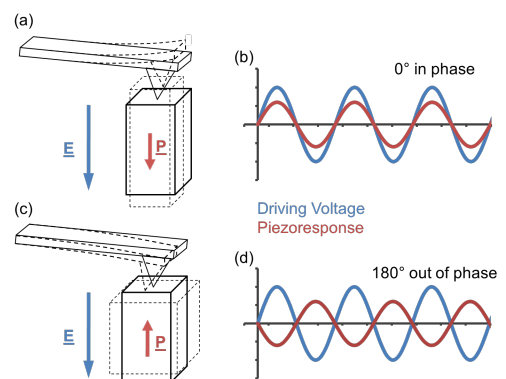 (a)
(b)
0° in phase
E
P
(c)
Driving Voltage
Piezoresponse
(d)
180° out of phase
E
P